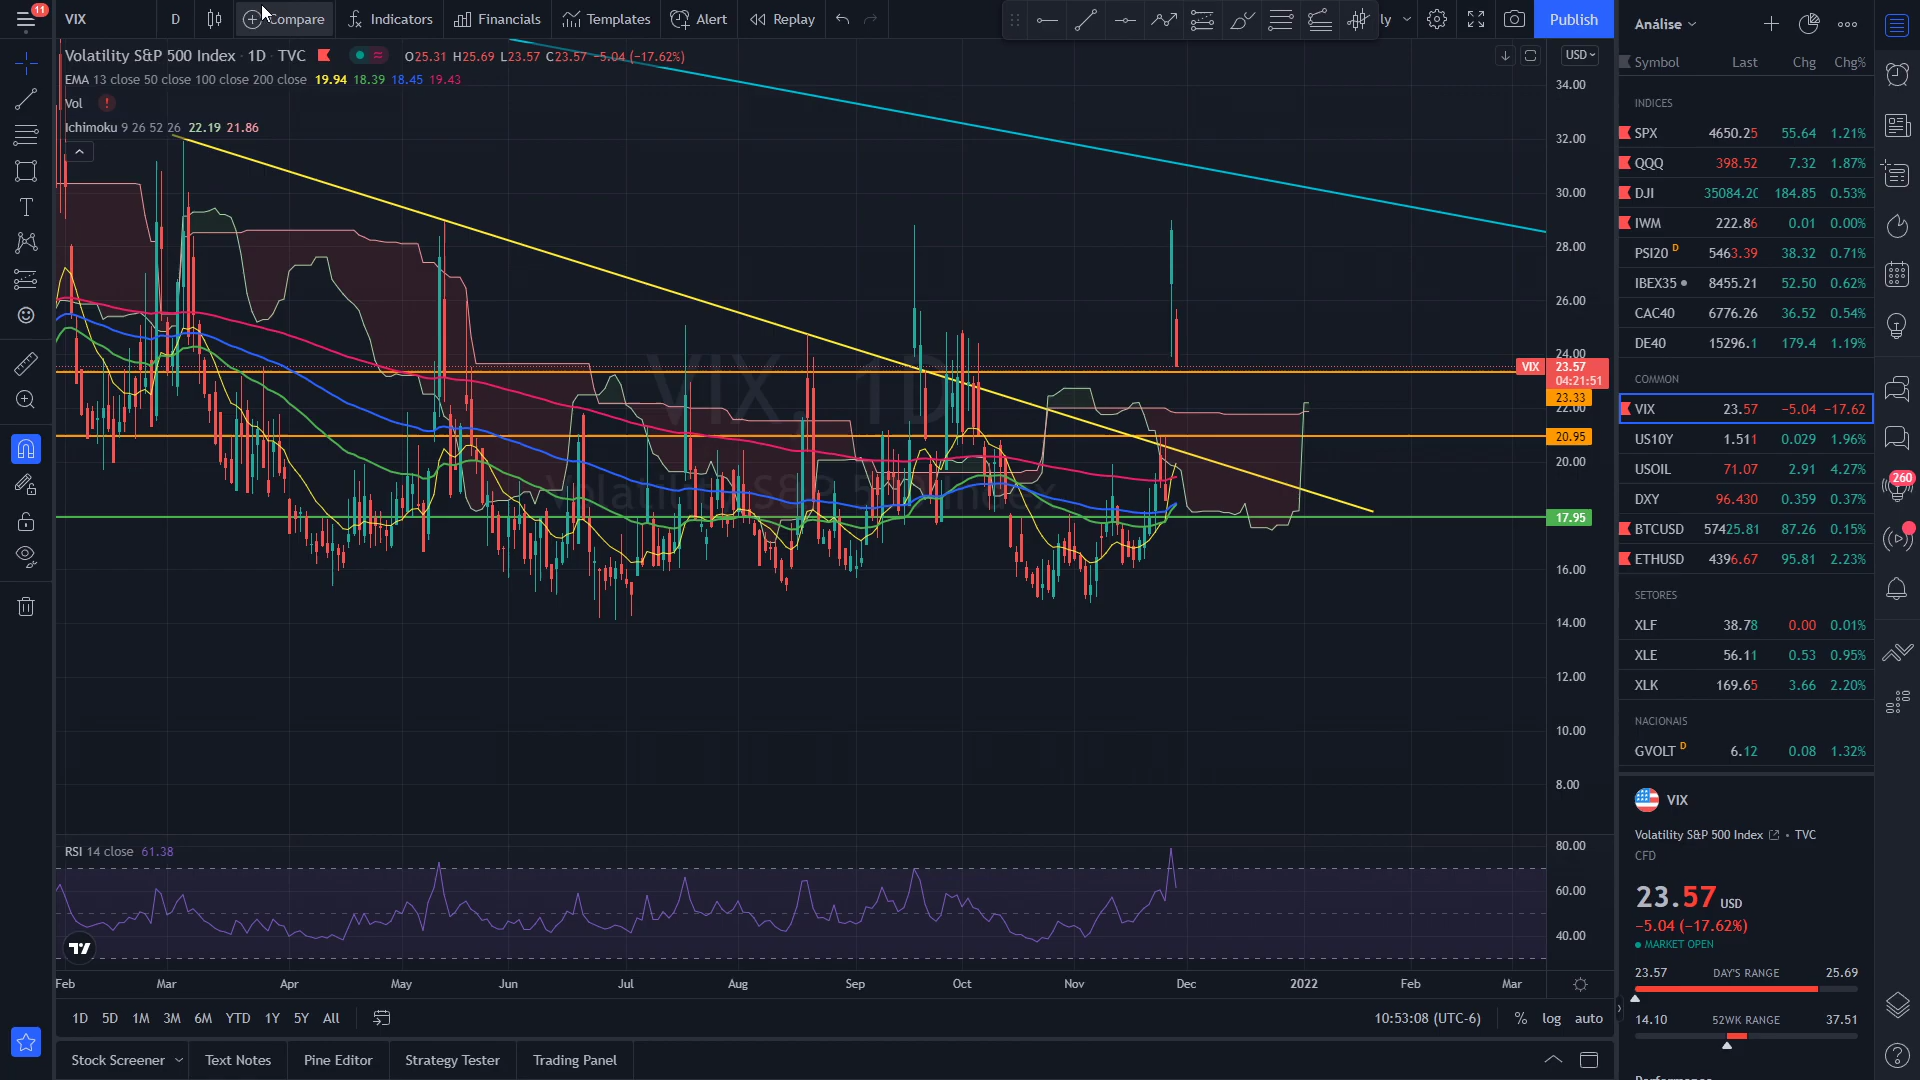 11
VIX
D
Compare
Indicators
Financials
Templates
Alert
Replay
ly
Publish
Volatility S&P 500 Index · 1D · TVC
O25.31 H25.69 L23.57 C23.57 −5.04 (−17.62%)
USD
EMA 13 close 50 close 100 close 200 close 19.94 18.39 18.45 19.43
Vol
!
Ichimoku 9 26 52 26 22.19 21.86
VIX, 1D
Volatility S&P 500 Index
34.00
32.00
30.00
28.00
26.00
24.00
VIX 23.57
04:21:51
23.33
22.00
20.95
20.00
17.95
16.00
14.00
12.00
10.00
8.00
RSI 14 close 61.38
80.00
60.00
40.00
Feb Mar Apr May Jun Jul Aug Sep Oct Nov Dec 2022 Feb Mar
1D 5D 1M 3M 6M YTD 1Y 5Y All
10:53:08 (UTC-6)
% log auto
Stock Screener
Text Notes
Pine Editor
Strategy Tester
Trading Panel
Análise
Symbol Last Chg Chg%
INDICES
SPX 4650.25 55.64 1.21%
QQQ 398.52 7.32 1.87%
DJI 35084.20 184.85 0.53%
IWM 222.86 0.01 0.00%
PSI20 D 5463.39 38.32 0.71%
IBEX35 8455.21 52.50 0.62%
CAC40 6776.26 36.52 0.54%
DE40 15296.1 179.4 1.19%
COMMON
VIX 23.57 −5.04 −17.62
US10Y 1.511 0.029 1.96%
USOIL 71.07 2.91 4.27%
DXY 96.430 0.359 0.37%
BTCUSD 57425.81 87.26 0.15%
ETHUSD 4396.67 95.81 2.23%
SETORES
XLF 38.78 0.00 0.01%
XLE 56.11 0.53 0.95%
XLK 169.65 3.66 2.20%
NACIONAIS
GVOLT D 6.12 0.08 1.32%
VIX
Volatility S&P 500 Index • TVC
CFD
23.57 USD
−5.04 (−17.62%)
MARKET OPEN
23.57 DAY'S RANGE 25.69
14.10 52WK RANGE 37.51
260